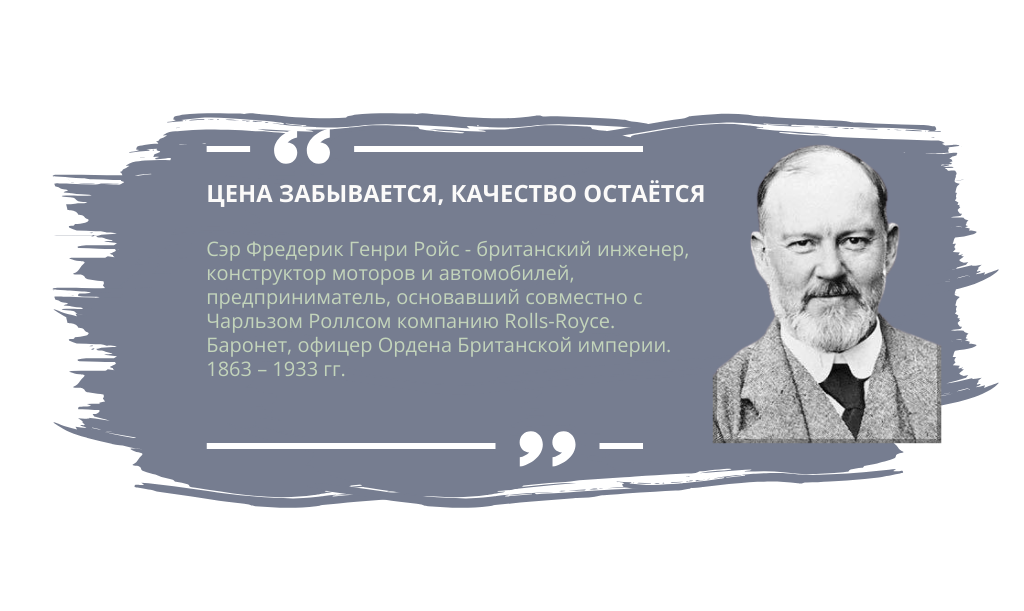 ЦЕНА ЗАБЫВАЕТСЯ, КАЧЕСТВО ОСТАЁТСЯ
Сэр Фредерик Генри Ройс - британский инженер,
конструктор моторов и автомобилей,
предприниматель, основавший совместно с
Чарльзом Роллсом компанию Rolls-Royce.
Баронет, офицер Ордена Британской империи.
1863 – 1933 гг.